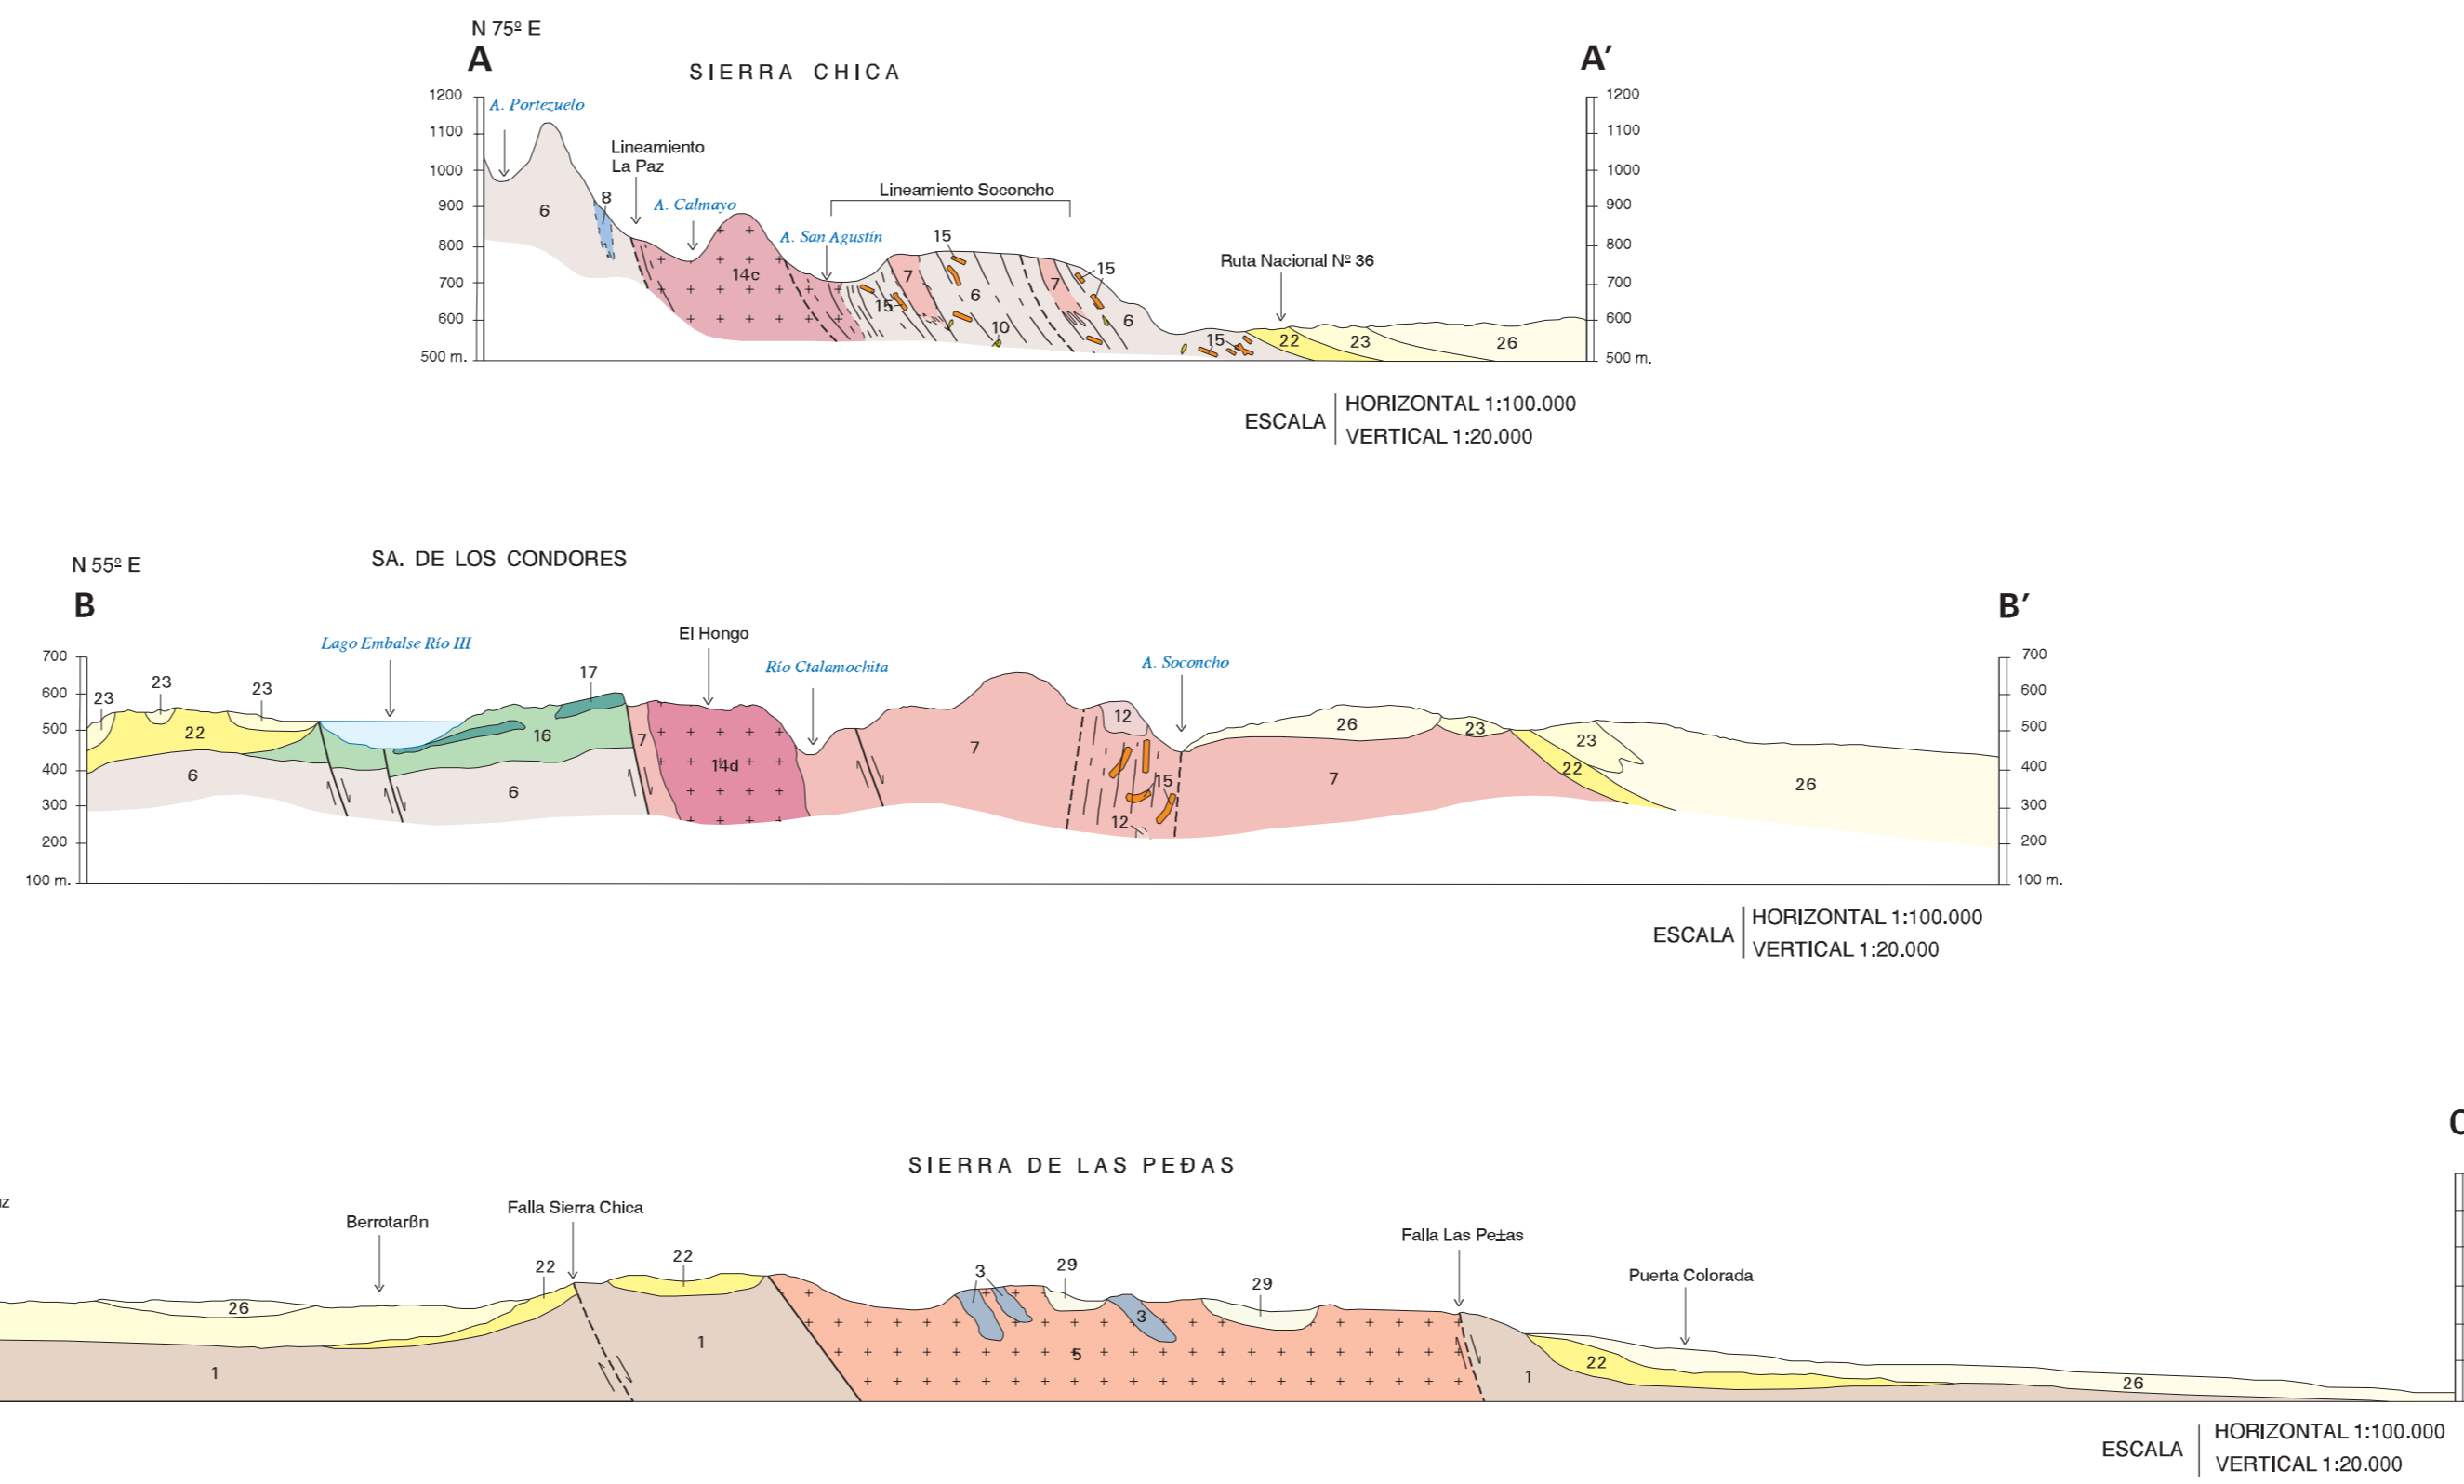 N 75º E
A
A′
SIERRA CHICA
1200
A. Portezuelo
1200
1100
1100
Lineamiento
La Paz
1000
1000
Lineamiento Soconcho
8
900
A. Calmayo
900
6
A. San Agustín
15
800
800
Ruta Nacional Nº 36
14c
7
15
7
700
700
6
15
600
10
6
600
15
22
23
26
500 m.
500 m.
ESCALA
HORIZONTAL 1:100.000
VERTICAL 1:20.000
SA. DE LOS CONDORES
N 55º E
B
B′
El Hongo
Lago Embalse Río III
Río Ctalamochita
A. Soconcho
700
700
17
23
23
23
600
600
12
26
500
22
16
7
7
23
23
500
14d
22
400
6
7
15
400
6
26
300
300
12
200
200
100 m.
100 m.
ESCALA
HORIZONTAL 1:100.000
VERTICAL 1:20.000
C
SIERRA DE LAS PEÐAS
z
Berrotarßn
Falla Sierra Chica
Falla Las Pe±as
22
22
3
29
29
Puerta Colorada
26
3
1
1
5
22
1
26
ESCALA
HORIZONTAL 1:100.000
VERTICAL 1:20.000